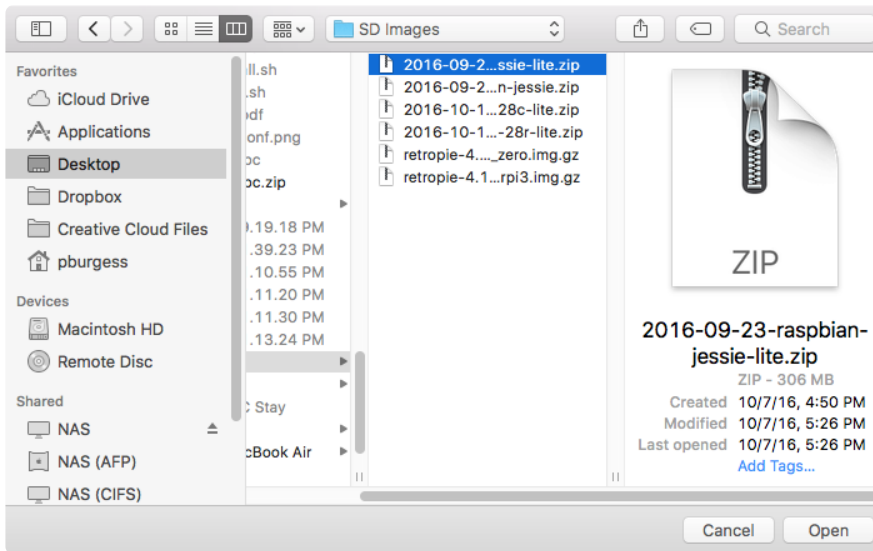 SD Images
Search
Favorites
iCloud Drive
Applications
Desktop
Dropbox
Creative Cloud Files
pburgess
Devices
Macintosh HD
Remote Disc
Shared
NAS
NAS (AFP)
NAS (CIFS)
ll.sh
.sh
odf
onf.png
oc
oc.zip
9.19.18 PM
.39.23 PM
.10.55 PM
.11.20 PM
.11.30 PM
.13.24 PM
C Stay
cBook Air
2016-09-2...ssie-lite.zip
2016-09-2...n-jessie.zip
2016-10-1...28c-lite.zip
2016-10-1...-28r-lite.zip
retropie-4...._zero.img.gz
retropie-4.1...rpi3.img.gz
ZIP
2016-09-23-raspbian-
jessie-lite.zip
ZIP - 306 MB
Created 10/7/16, 4:50 PM
Modified 10/7/16, 5:26 PM
Last opened 10/7/16, 5:26 PM
Add Tags...
Cancel
Open